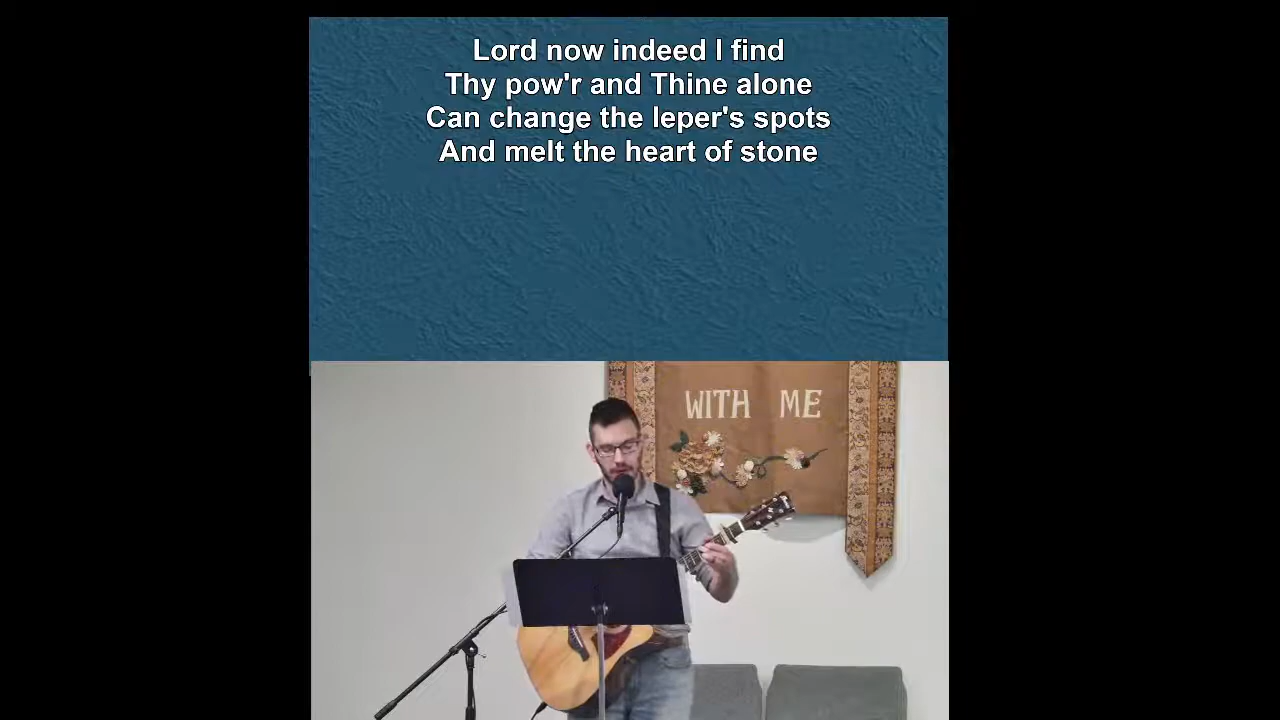 Lord now indeed I find
Thy pow'r and Thine alone
Can change the leper's spots
And melt the heart of stone
WITH ME